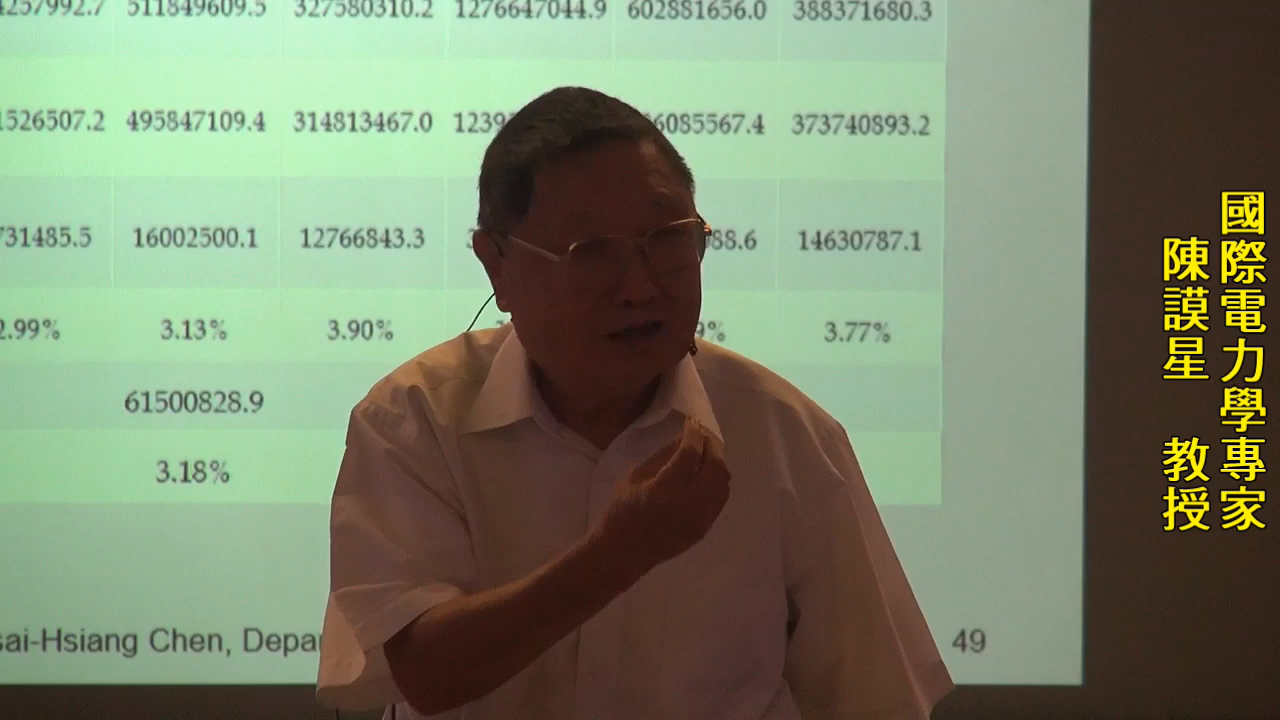 4257992.7 511849609.5 327580310.2 1276647044.9 602881656.0 388371680.3
1526507.2 495847109.4 314813467.0 373740893.2
731485.5 16002500.1 12766843.3 14630787.1
2.99% 3.13% 3.90% 3.77%
61500828.9
3.18%
sai-Hsiang Chen, Depar
49
國際電力學專家
陳謨星 教授